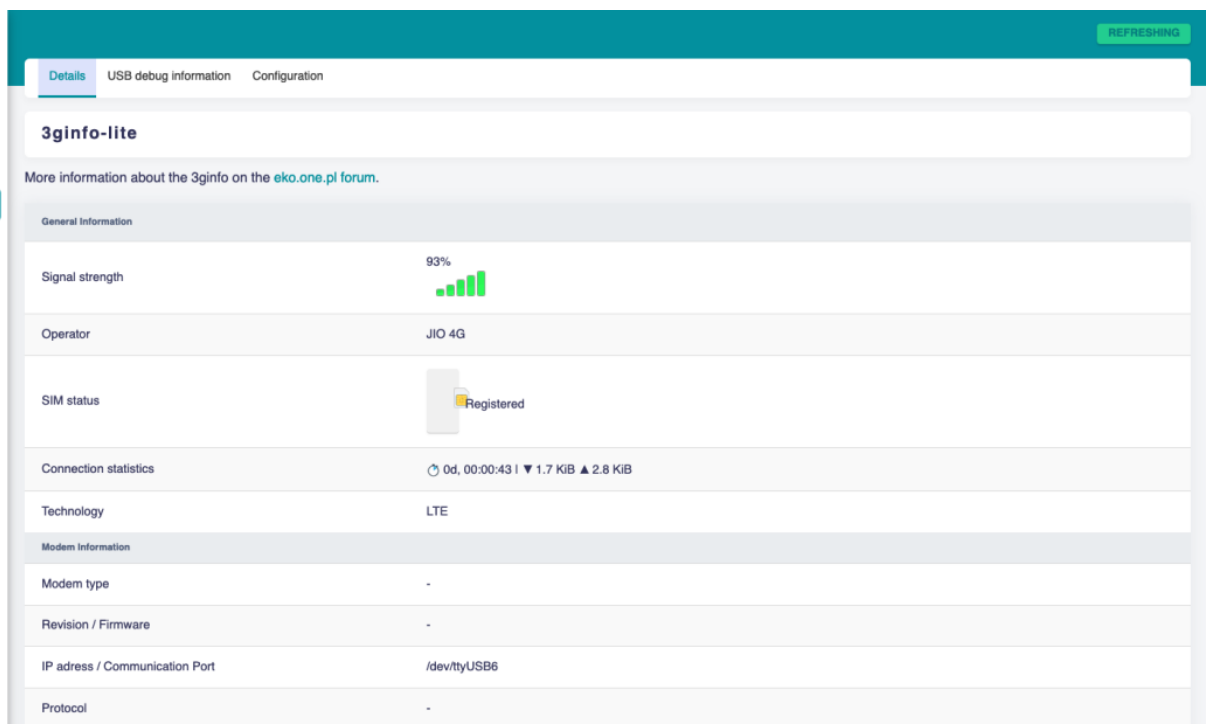 REFRESHING
Details USB debug information Configuration
3ginfo-lite
More information about the 3ginfo on the eko.one.pl forum.
General Information
Signal strength 93%
Operator JIO 4G
SIM status Registered
Connection statistics 0d, 00:00:43 | ▼ 1.7 KiB ▲ 2.8 KiB
Technology LTE
Modem Information
Modem type -
Revision / Firmware -
IP adress / Communication Port /dev/ttyUSB6
Protocol -